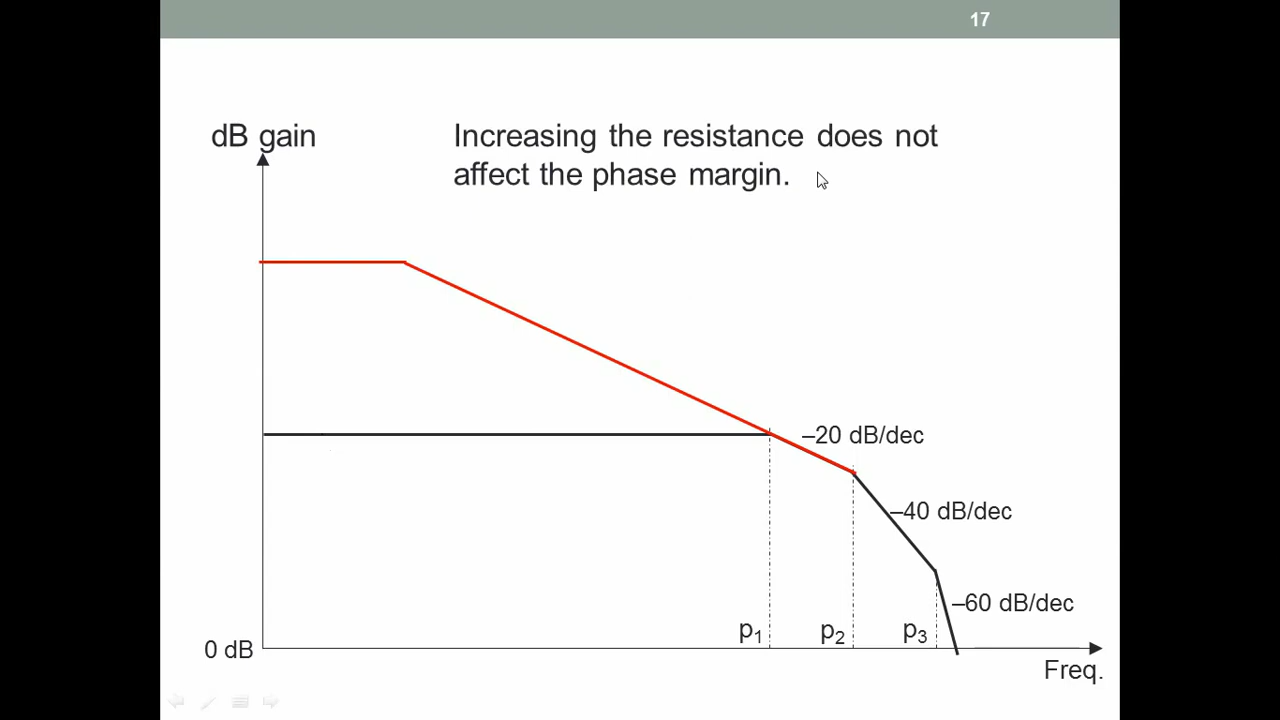 17
dB gain
Increasing the resistance does not
affect the phase margin.
–20 dB/dec
–40 dB/dec
–60 dB/dec
p₁
p₂
p₃
0 dB
Freq.